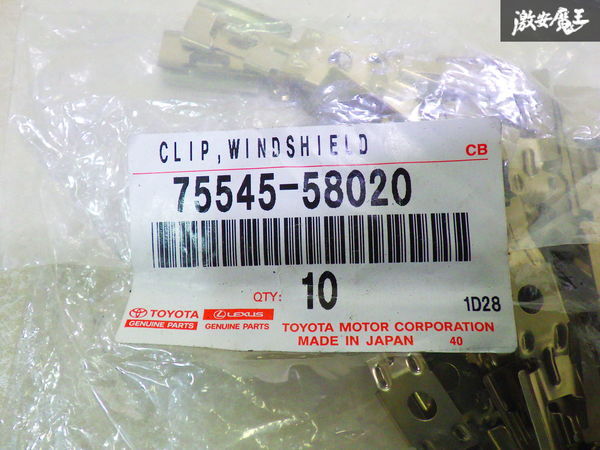 激安魔王
CLIP, WINDSHIELD CB
75545-58020
QTY: 10 1D28
TOYOTA LEXUS
GENUINE PARTS GENUINE PARTS
TOYOTA MOTOR CORPORATION
MADE IN JAPAN 40